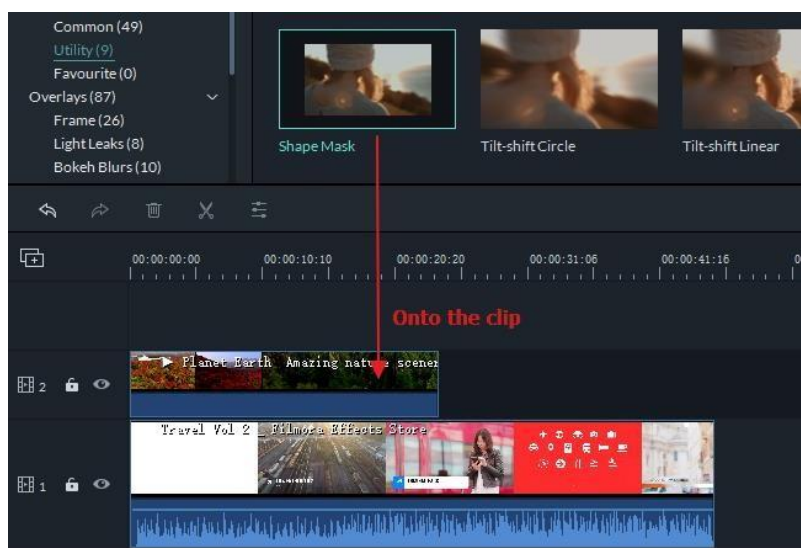 Common (49)
Utility (9)
Favourite (0)
Overlays (87)
Frame (26)
Light Leaks (8)
Bokeh Blurs (10)
Shape Mask
Tilt-shift Circle
Tilt-shift Linear
00:00:00:00
00:00:10:10
00:00:20:20
00:00:31:06
00:00:41:16
Onto the clip
Planet Earth Amazing nature scener
2
Travel Vol 2 _ Filmora Effects Store
1